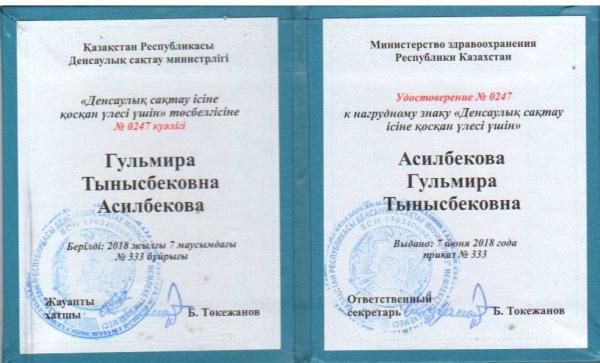 Қазақстан Республикасы
Денсаулық сақтау министрлігі
«Денсаулық сақтау ісіне
қосқан үлесі үшін» төсбелгісіне
№ 0247 куәлігі
Гульмира
Тынысбековна
Асилбекова
Берілді: 2018 жылғы 7 маусымдағы
№ 333 бұйрығы
Жауапты
хатшы
Б. Токежанов
Министерство здравоохранения
Республики Казахстан
Удостоверение № 0247
к нагрудному знаку «Денсаулық сақтау
ісіне қосқан үлесі үшін»
Асилбекова
Гульмира
Тынысбековна
Выдано: 7 июня 2018 года
приказ № 333
Ответственный
секретарь
Б. Токежанов